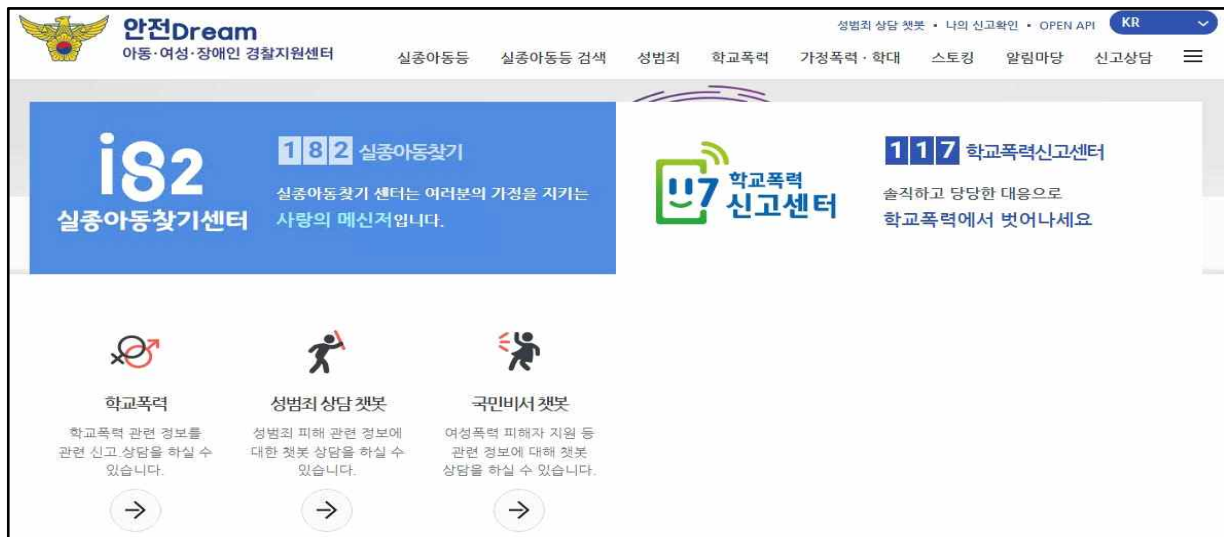 안전Dream
아동·여성·장애인 경찰지원센터
성범죄 상담 챗봇 • 나의 신고확인 • OPEN API KR
실종아동등 실종아동등 검색 성범죄 학교폭력 가정폭력·학대 스토킹 알림마당 신고상담
i82
실종아동찾기센터
182 실종아동찾기
실종아동찾기 센터는 여러분의 가정을 지키는
사랑의 메신저입니다.
117 학교폭력
신고센터
117 학교폭력신고센터
솔직하고 당당한 대응으로
학교폭력에서 벗어나세요
학교폭력
학교폭력 관련 정보를
관련 신고 상담을 하실 수
있습니다.
성범죄 상담 챗봇
성범죄 피해 관련 정보에
대한 챗봇 상담을 하실 수
있습니다.
국민비서 챗봇
여성폭력 피해자 지원 등
관련 정보에 대해 챗봇
상담을 하실 수 있습니다.